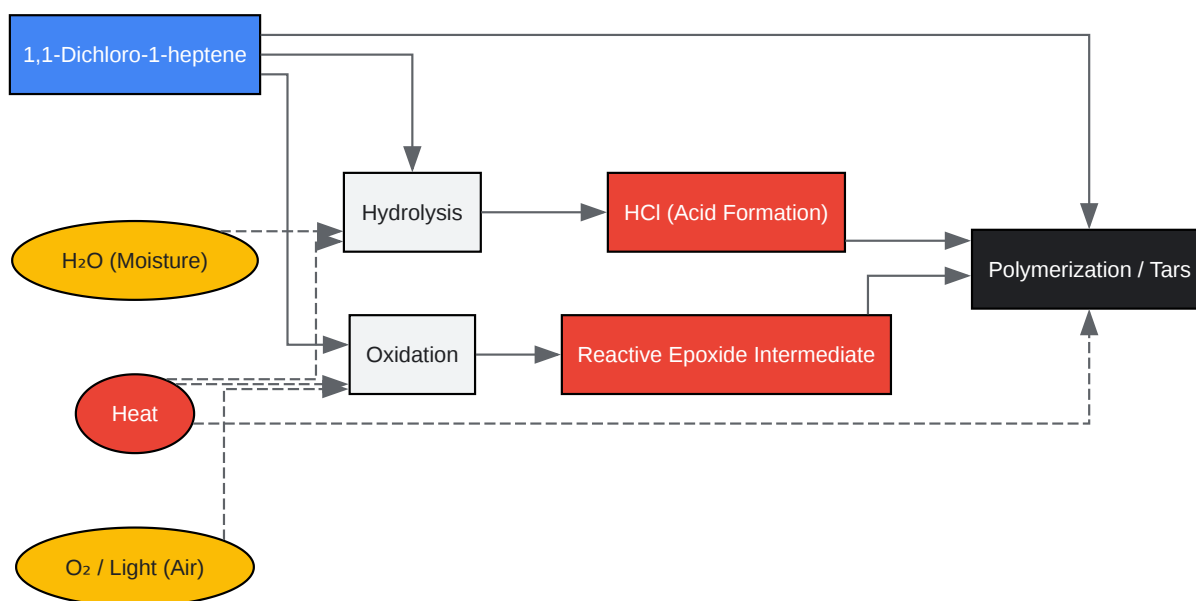 1,1-Dichloro-1-heptene
Hydrolysis
HCl (Acid Formation)
H₂O (Moisture)
Polymerization / Tars
Oxidation
Reactive Epoxide Intermediate
Heat
O₂ / Light (Air)